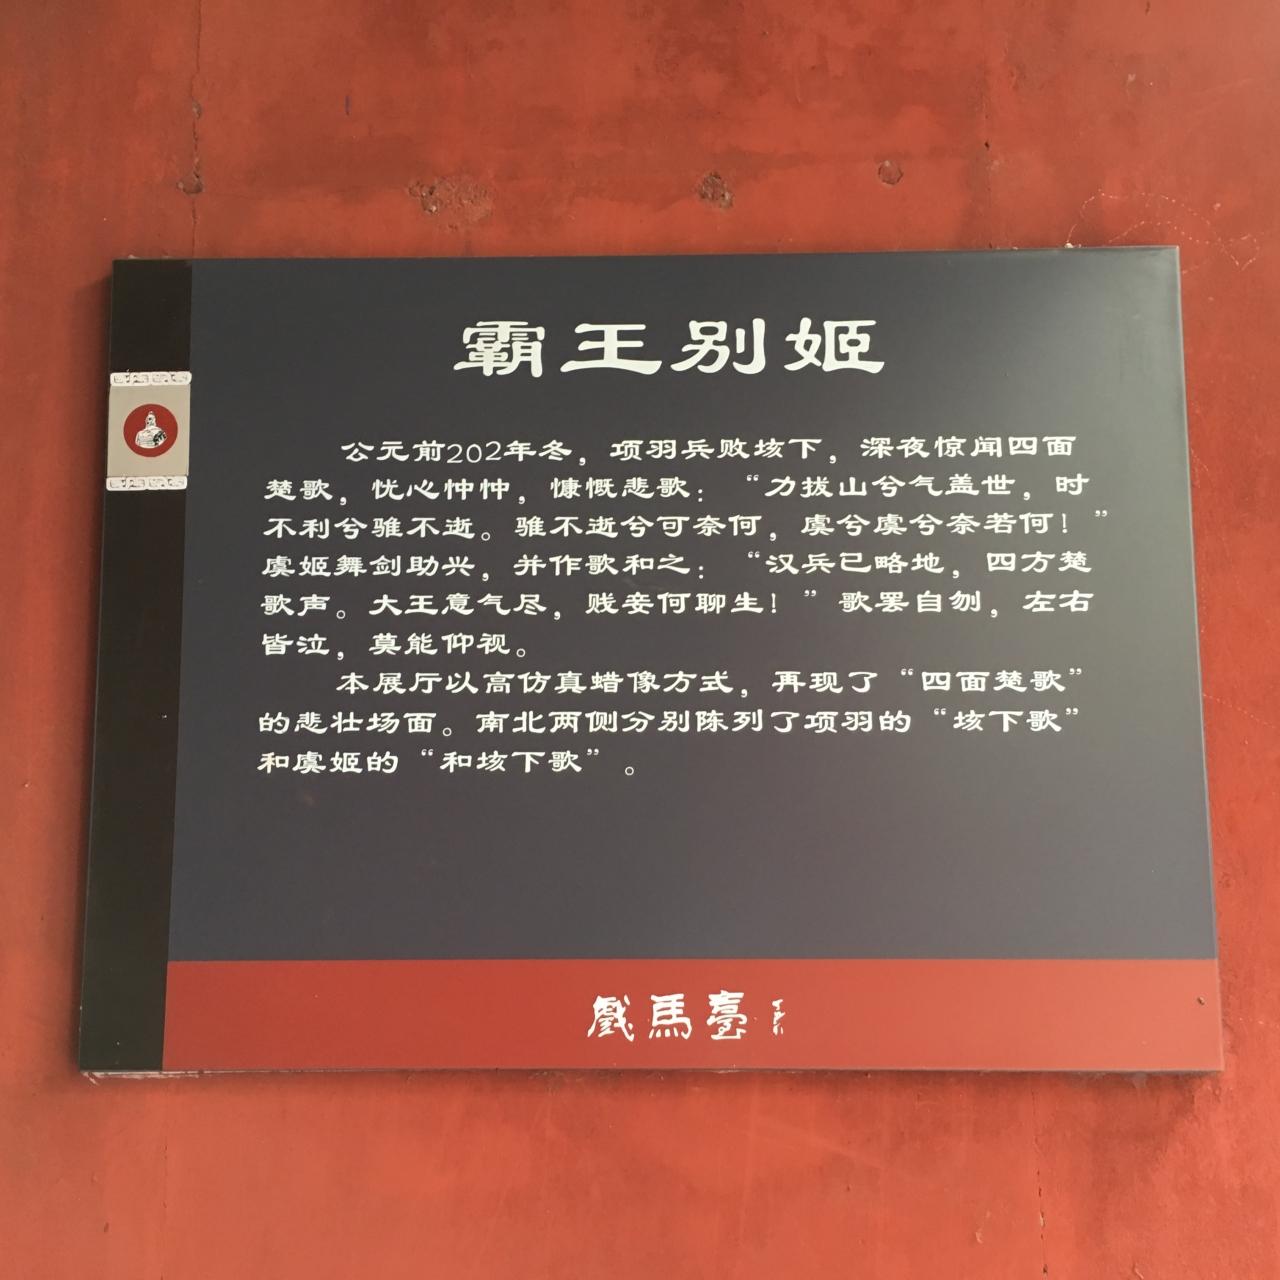 霸王别姬
公元前202年冬，项羽兵败垓下，深夜惊闻四面
楚歌，忧心忡忡，慷慨悲歌：“力拔山兮气盖世，时
不利兮骓不逝。骓不逝兮可奈何，虞兮虞兮奈若何！”
虞姬舞剑助兴，并作歌和之：“汉兵已略地，四方楚
歌声。大王意气尽，贱妾何聊生！”歌罢自刎，左右
皆泣，莫能仰视。
本展厅以高仿真蜡像方式，再现了“四面楚歌”
的悲壮场面。南北两侧分别陈列了项羽的“垓下歌”
和虞姬的“和垓下歌”。
戲馬臺